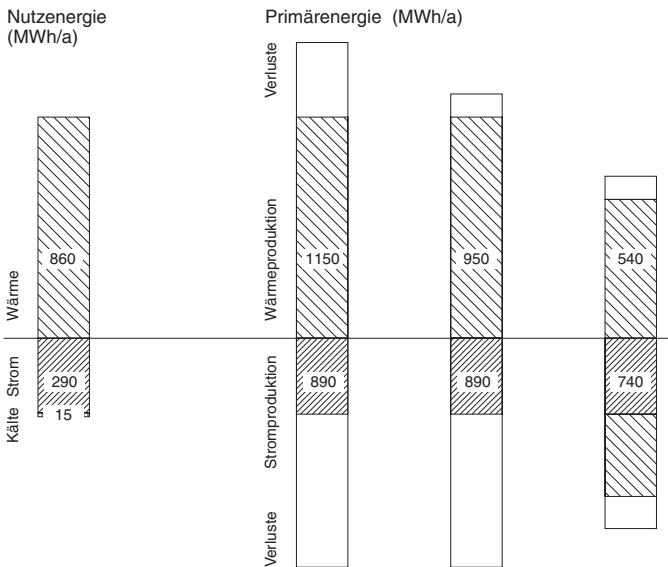 Nutzenergie
(MWh/a)
Primärenergie (MWh/a)
Verluste
Wärme
860
Wärmeproduktion
1150
950
540
Kälte Strom
290
15
Stromproduktion
890
890
740
Verluste